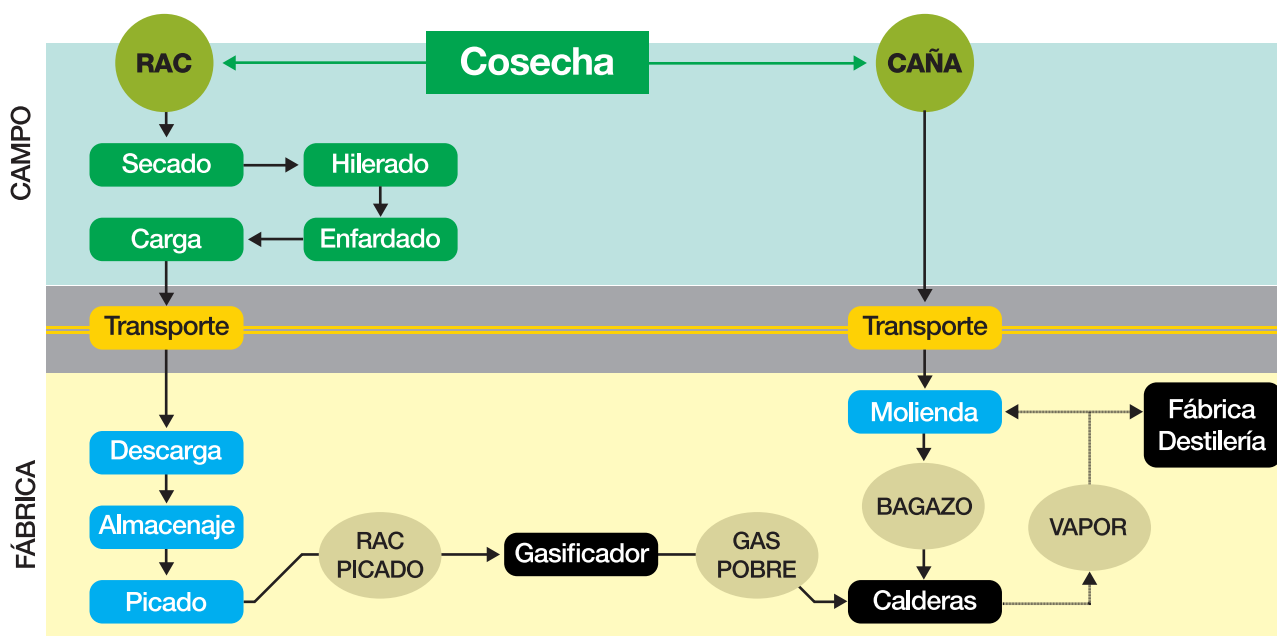 RAC
Cosecha
CAÑA
CAMPO
Secado
Hilerado
Carga
Enfardado
Transporte
Transporte
FÁBRICA
Molienda
Fábrica
Destilería
Descarga
BAGAZO
VAPOR
Almacenaje
RAC
PICADO
Gasificador
GAS
POBRE
Picado
Calderas